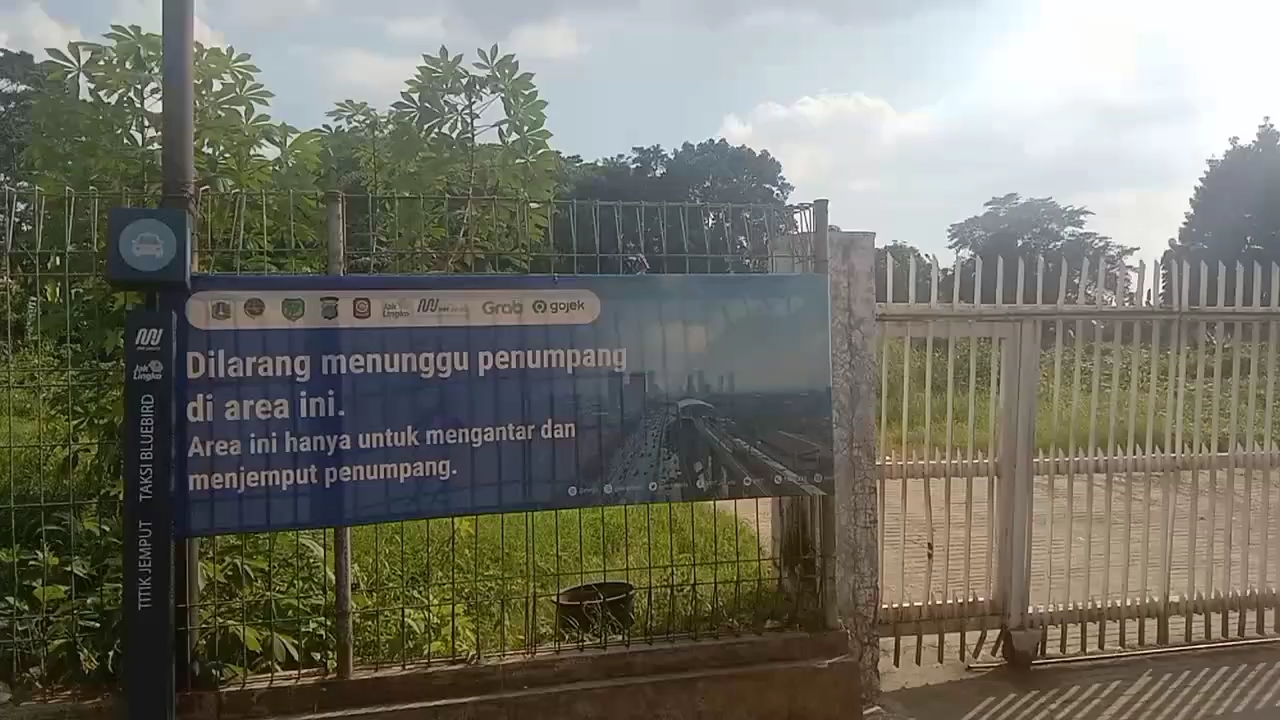 Jak Lingko Grab gojek
Dilarang menunggu penumpang
di area ini.
Area ini hanya untuk mengantar dan
menjemput penumpang.
Jak Lingko
TITIK JEMPUT TAKSI BLUEBIRD